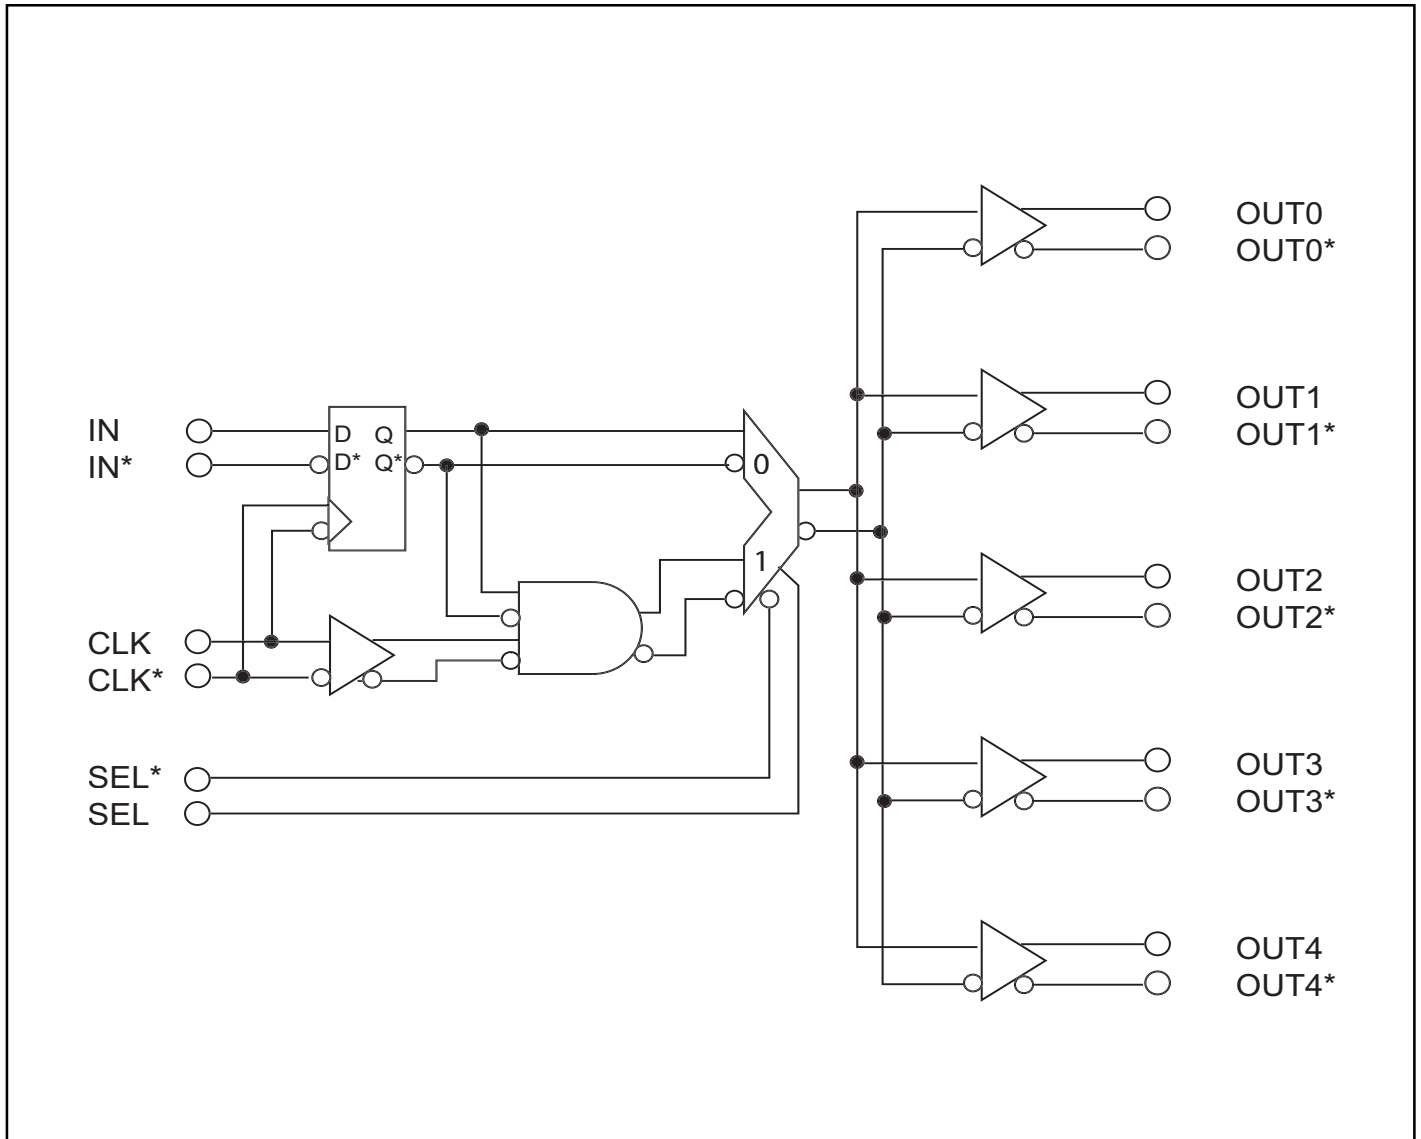 OUT0
OUT0*
OUT1
OUT1*
IN
IN*
D Q
D* Q*
0
1
OUT2
OUT2*
CLK
CLK*
SEL*
SEL
OUT3
OUT3*
OUT4
OUT4*